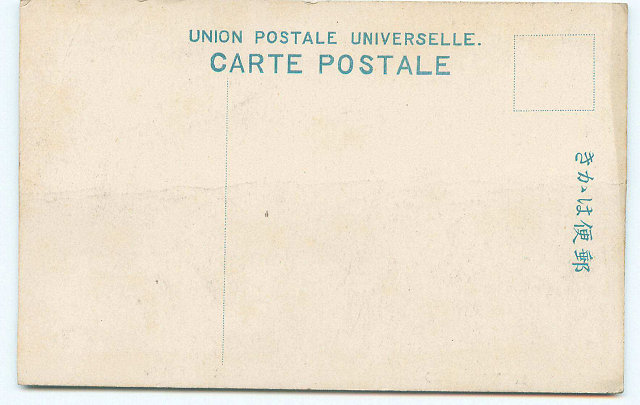 UNION POSTALE UNIVERSELLE.
CARTE POSTALE
郵便はかき